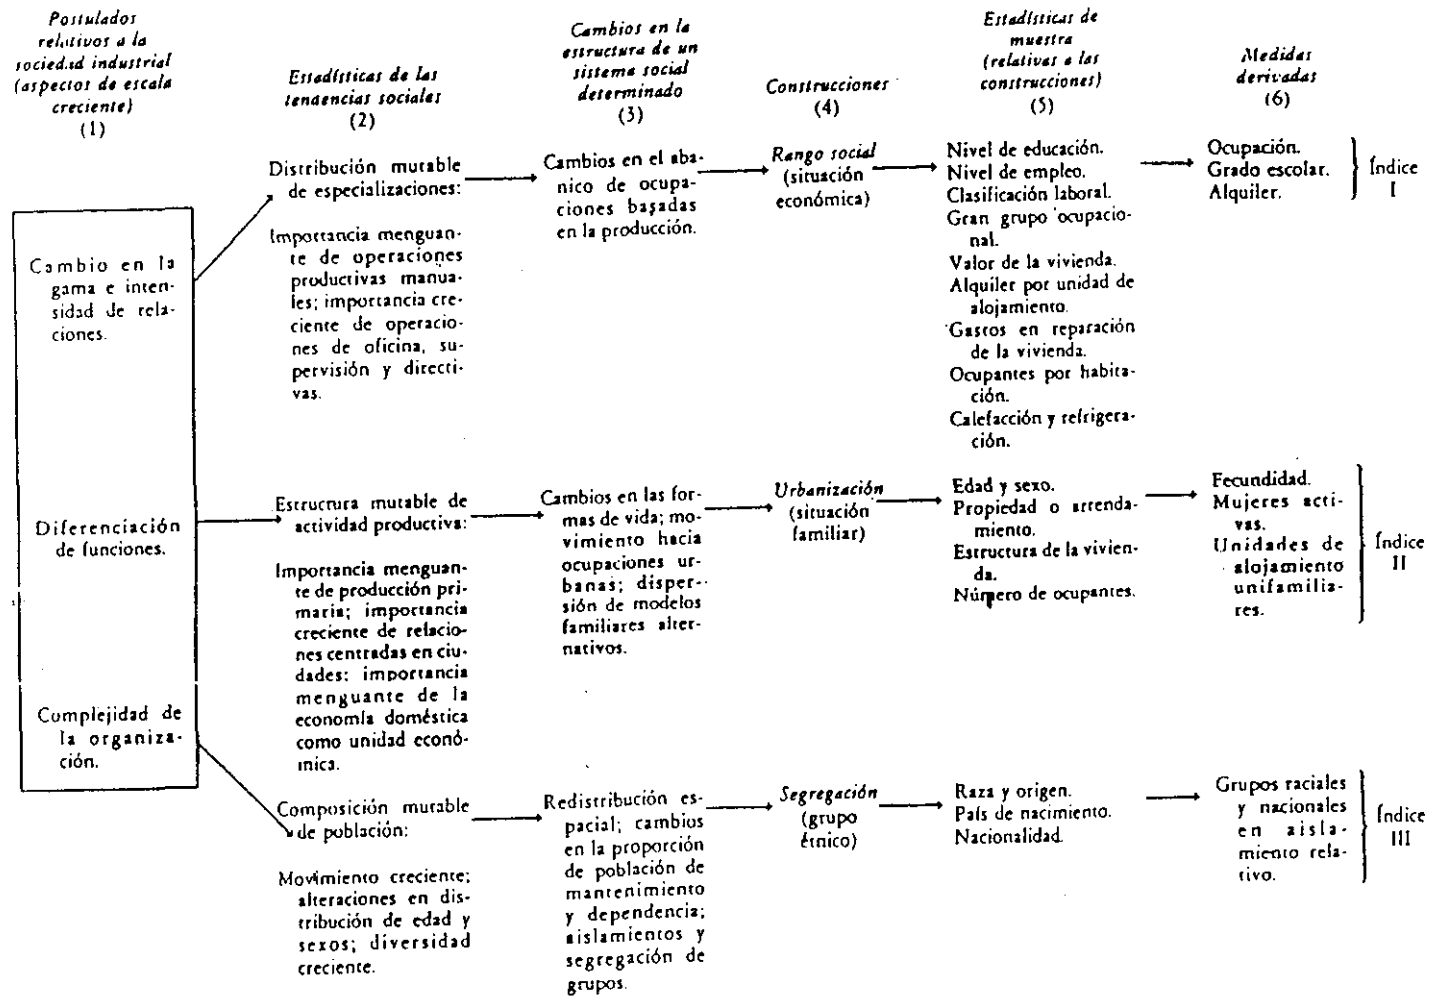 Postulados
relativos a la
sociedad industrial
(aspectos de escala
creciente)
(1)
Estadísticas de las
tendencias sociales
(2)
Cambios en la
estructura de un
sistema social
determinado
(3)
Construcciones
(4)
Estadísticas de
muestra
(relativas a las
construcciones)
(5)
Medidas
derivadas
(6)
Cambio en la
gama e inten-
sidad de rela-
ciones.
Diferenciación
de funciones.
Complejidad de
la organiza-
ción.
Distribución mutable
de especializaciones:
Importancia menguan-
te de operaciones
productivas manua-
les; importancia cre-
ciente de operacio-
nes de oficina, su-
pervisión y directi-
vas.
Cambios en el aba-
nico de ocupa-
ciones basadas
en la producción.
Rango social
(situación
económica)
Nivel de educación.
Nivel de empleo.
Clasificación laboral.
Gran grupo ocupacio-
nal.
Valor de la vivienda.
Alquiler por unidad de
alojamiento.
Gastos en reparación
de la vivienda.
Ocupantes por habita-
ción.
Calefacción y refrigera-
ción.
Ocupación.
Grado escolar.
Alquiler.
Índice
I
Estructura mutable de
actividad productiva:
Importancia menguan-
te de producción pri-
maria; importancia
creciente de relacio-
nes centradas en ciu-
dades; importancia
menguante de la
economía doméstica
como unidad econó-
mica.
Cambios en las for-
mas de vida; mo-
vimiento hacia
ocupaciones ur-
banas; disper-
sión de modelos
familiares alter-
nativos.
Urbanización
(situación
familiar)
Edad y sexo.
Propiedad o arrenda-
miento.
Estructura de la vivien-
da.
Número de ocupantes.
Fecundidad.
Mujeres acti-
vas.
Unidades de
alojamiento
unifamilia-
res.
Índice
II
Composición mutable
de población:
Movimiento creciente;
alteraciones en dis-
tribución de edad y
sexos; diversidad
creciente.
Redistribución es-
pacial; cambios
en la proporción
de población de
mantenimiento
y dependencia;
aislamientos y
segregación de
grupos.
Segregación
(grupo
étnico)
Raza y origen.
País de nacimiento.
Nacionalidad.
Grupos raciales
y nacionales
en aisla-
miento rela-
tivo.
Índice
III